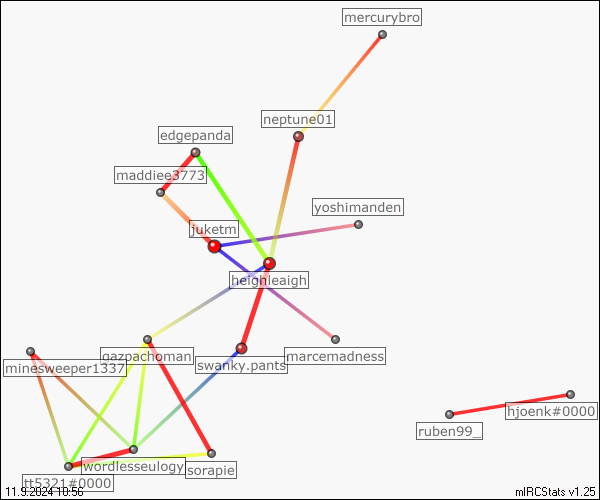 mercurybro
neptune01
edgepanda
maddiee3773
yoshimanden
juketm
heighleaigh
gazpachoman
marcemadness
minesweeper1337
swanky.pants
hjoenk#0000
ruben99_
wordlesseulogy
sorapie
tt5321#0000
11.9.2024 10:56
mIRCStats v1.25